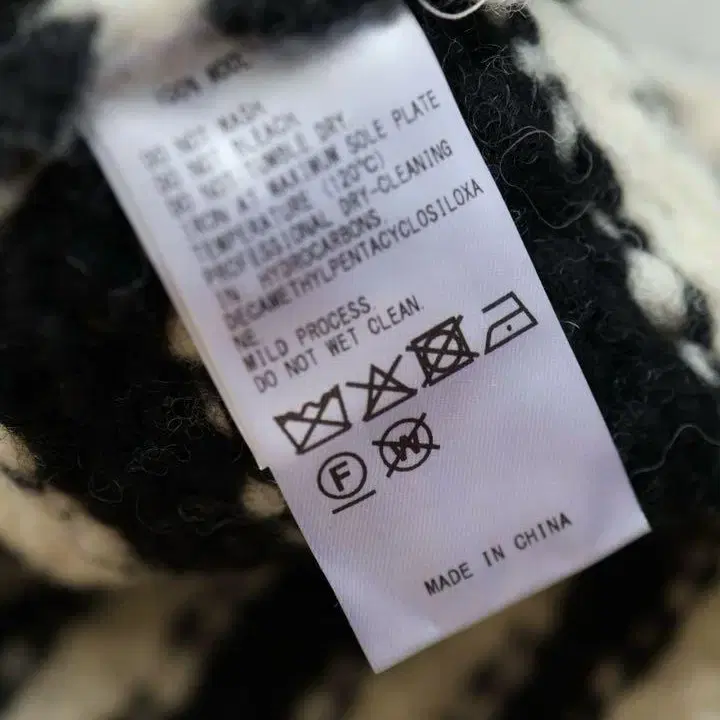 100% WOOL
DO NOT WASH
DO NOT BLEACH
DO NOT TUMBLE DRY
IRON AT MAXIMUM SOLE PLATE
TEMPERATURE (120℃)
PROFESSIONAL DRY-CLEANING
IN HYDROCARBONS,
DECAMETHYLPENTACYCLOSILOXA
NE.
MILD PROCESS.
DO NOT WET CLEAN.
F W
MADE IN CHINA